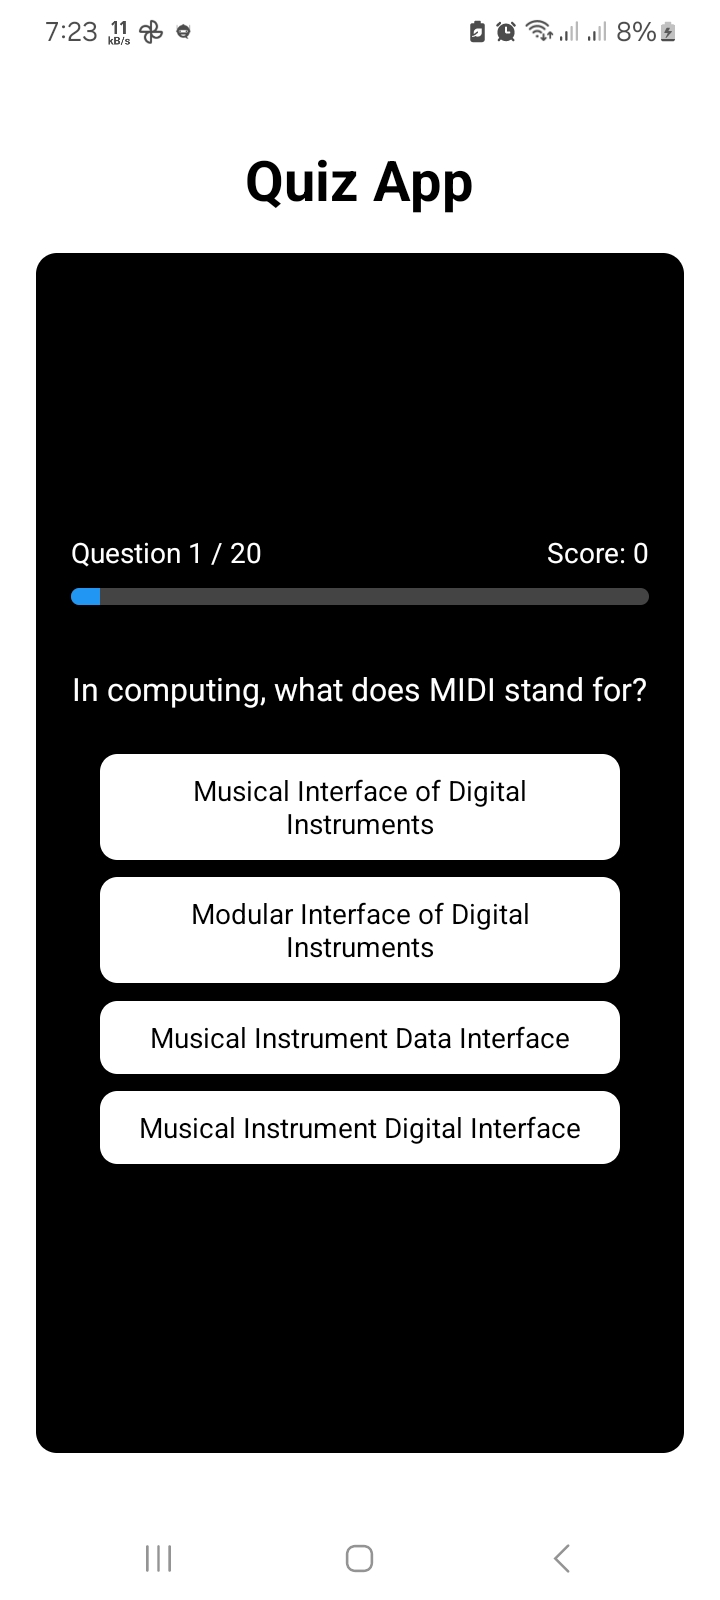 7:23 11 kB/s 8%
Quiz App
Question 1 / 20 Score: 0
In computing, what does MIDI stand for?
Musical Interface of Digital
Instruments
Modular Interface of Digital
Instruments
Musical Instrument Data Interface
Musical Instrument Digital Interface